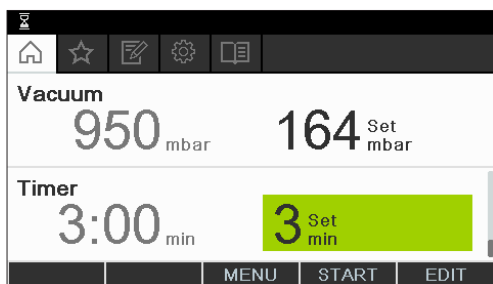 Vacuum
950 mbar 164 Set mbar
Timer
3:00 min 3 Set min
MENU START EDIT